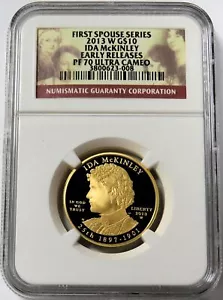 FIRST SPOUSE SERIES
2013 W G$10
IDA McKINLEY
EARLY RELEASES
PF 70 ULTRA CAMEO
3800623-008
NUMISMATIC GUARANTY CORPORATION
IDA McKINLEY
IN GOD
WE
TRUST
LIBERTY
2013
W
25th 1897-1901